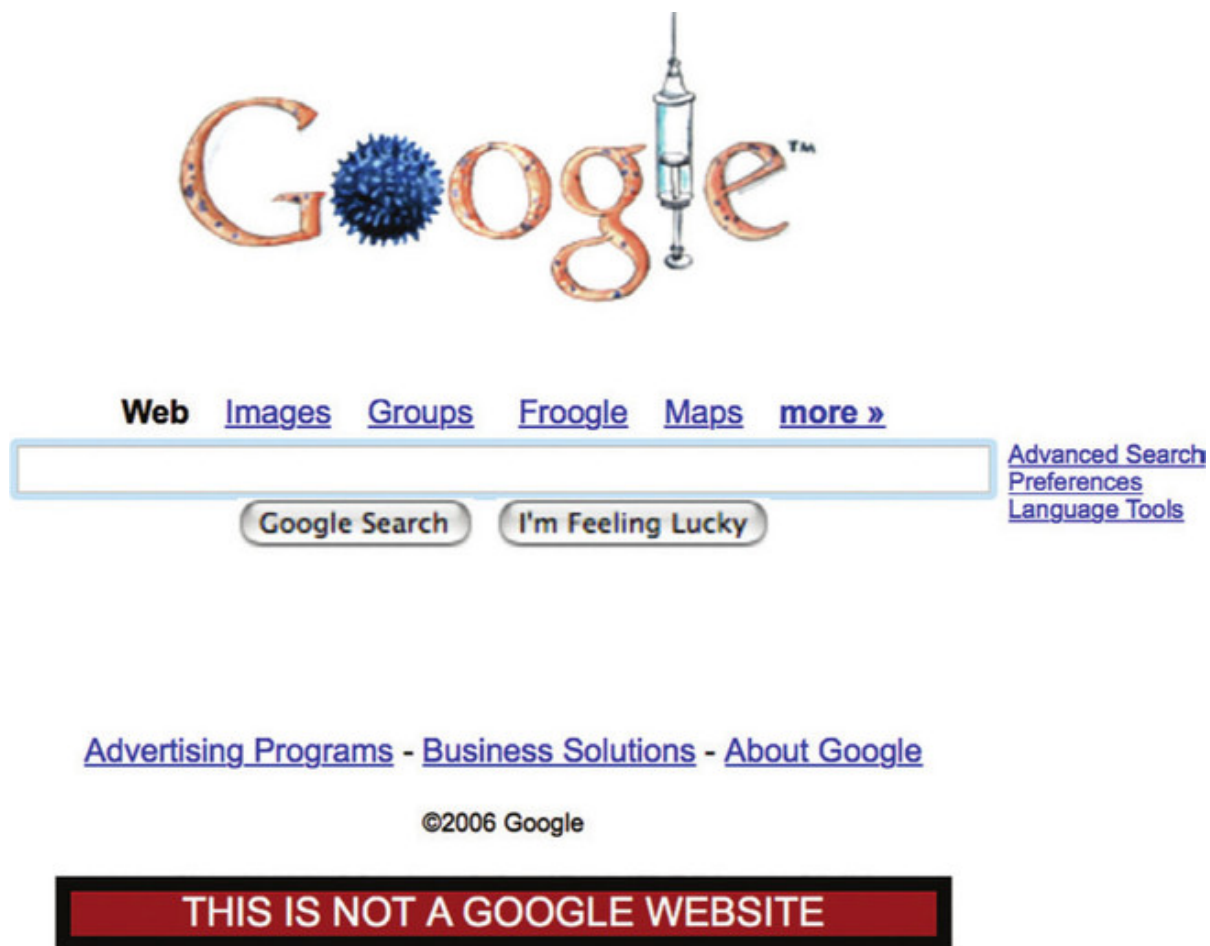 Google™
Web Images Groups Froogle Maps more »
Advanced Search
Preferences
Language Tools
Google Search I'm Feeling Lucky
Advertising Programs - Business Solutions - About Google
©2006 Google
THIS IS NOT A GOOGLE WEBSITE